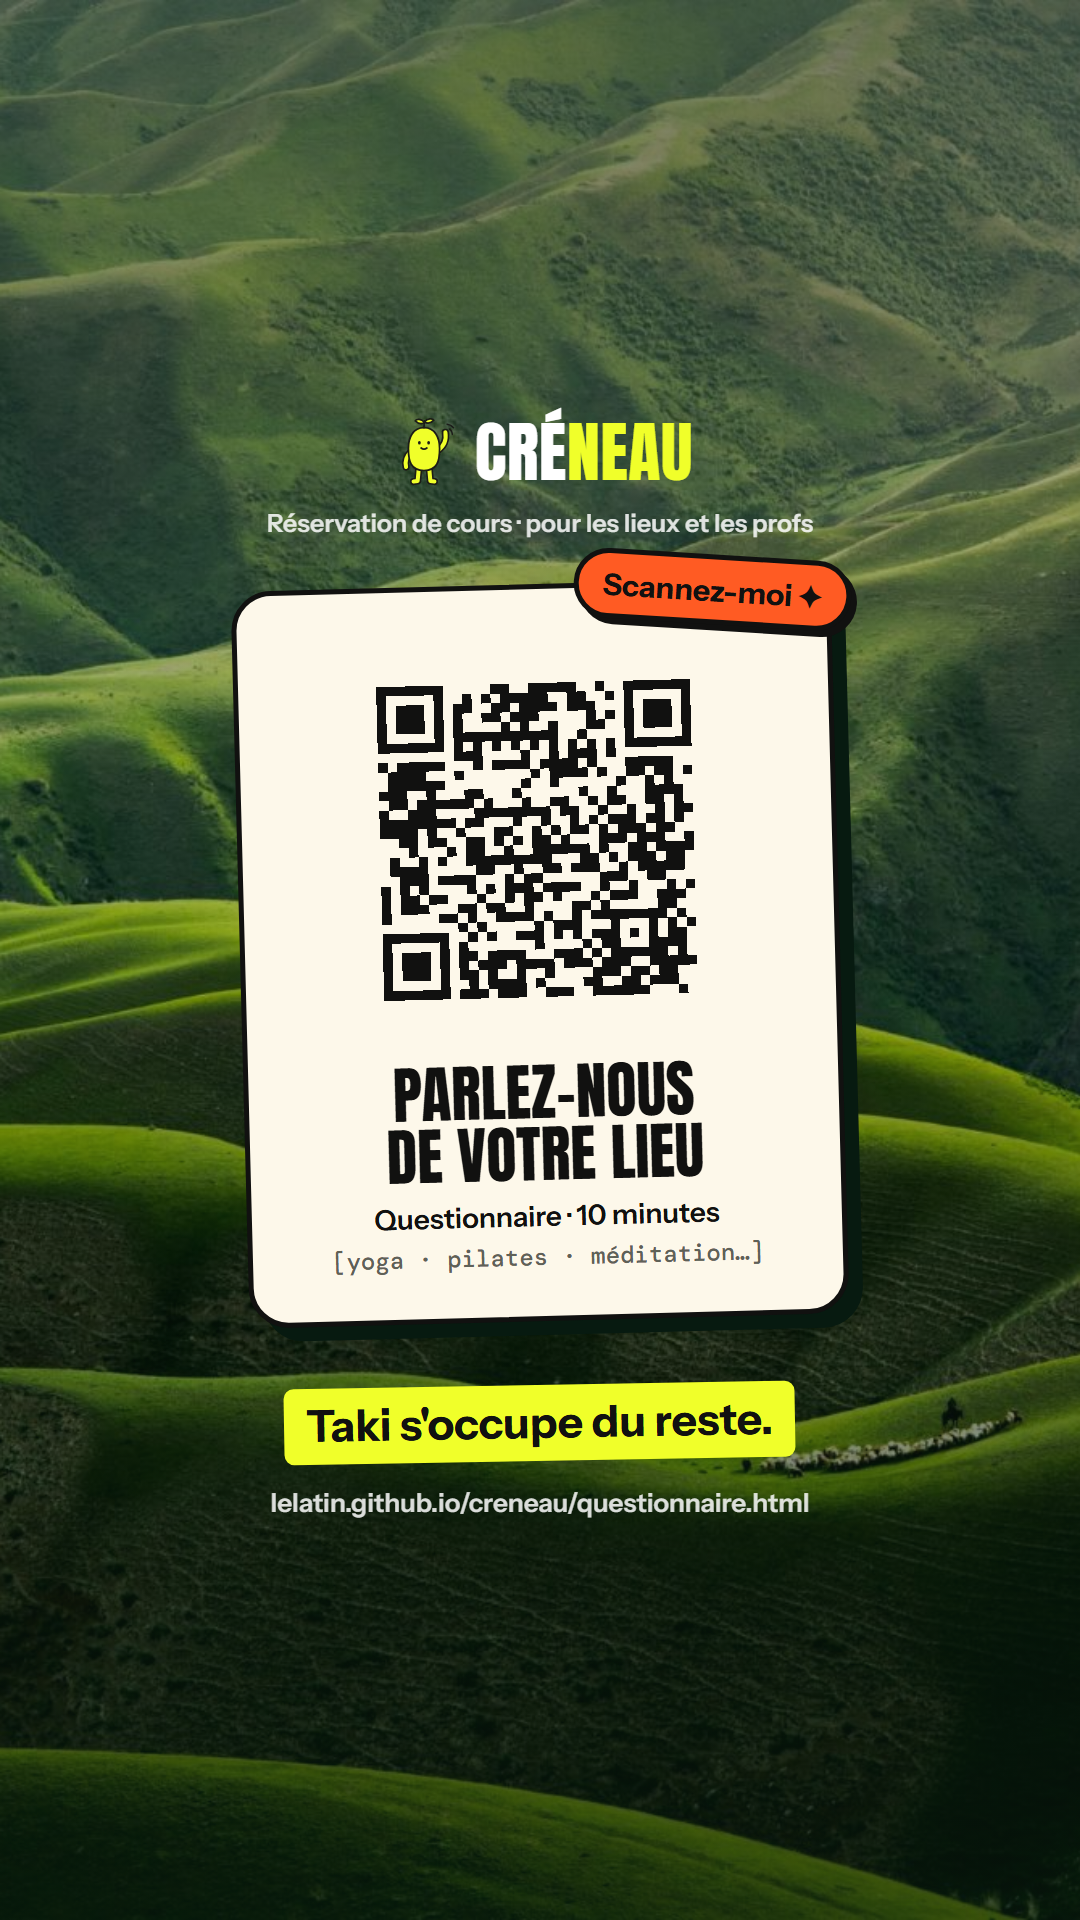 CRÉNEAU
Réservation de cours · pour les lieux et les profs
Scannez-moi ✦
PARLEZ-NOUS
DE VOTRE LIEU
Questionnaire · 10 minutes
[yoga · pilates · méditation…]
Taki s'occupe du reste.
lelatin.github.io/creneau/questionnaire.html